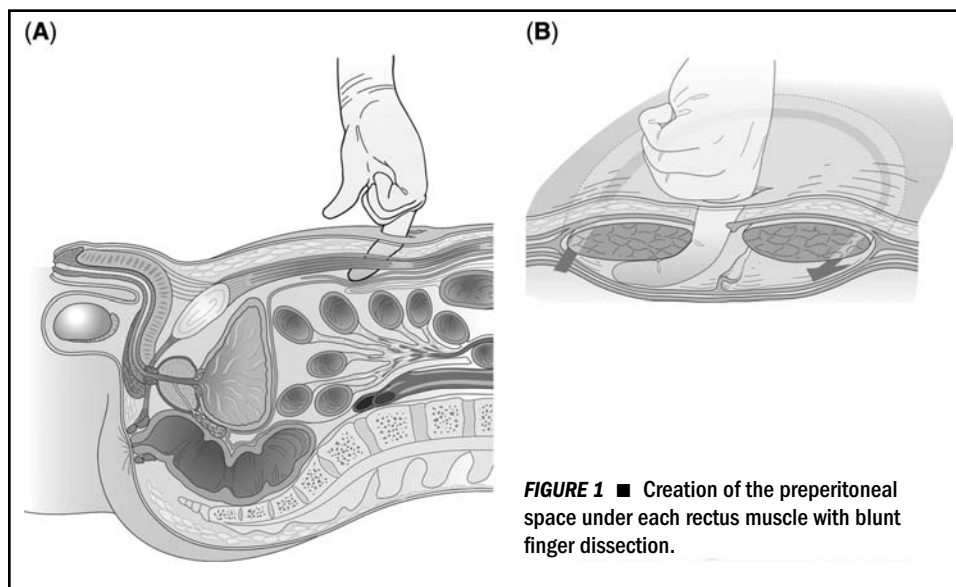 (A)
(B)
FIGURE 1 ■ Creation of the preperitoneal
space under each rectus muscle with blunt
finger dissection.